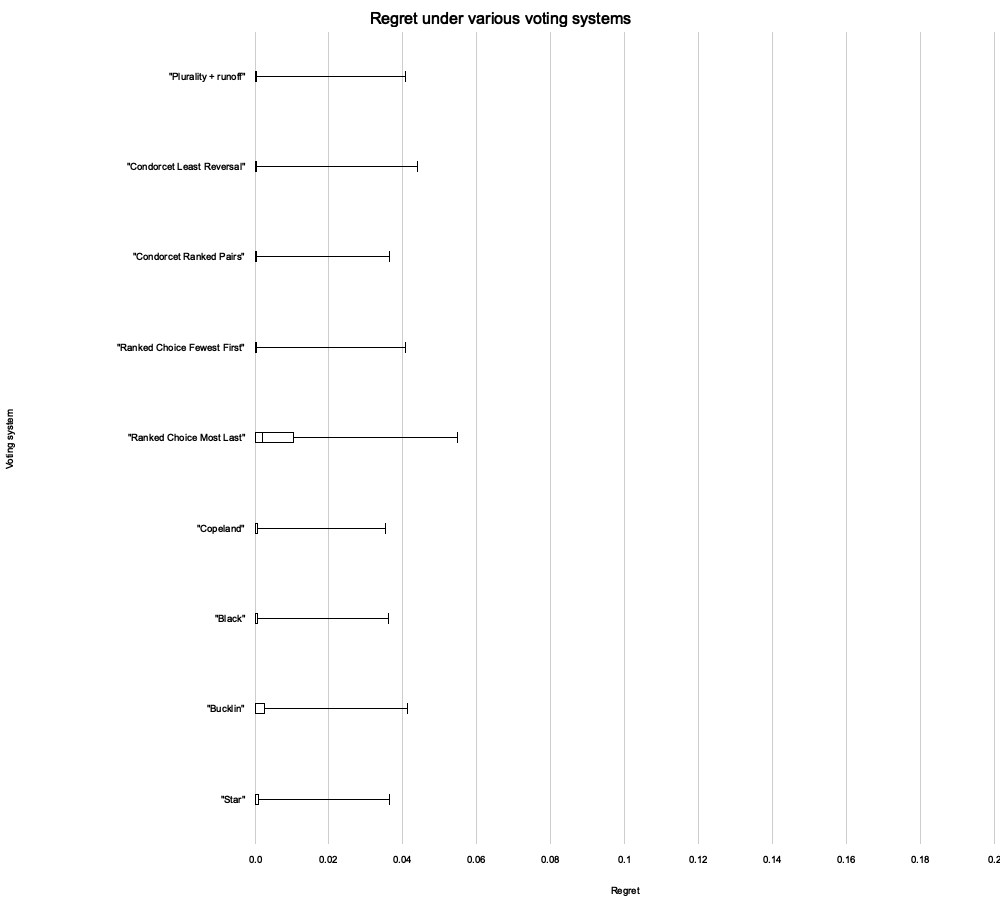 Regret under various voting systems
"Plurality + runoff"
"Condorcet Least Reversal"
"Condorcet Ranked Pairs"
"Ranked Choice Fewest First"
"Ranked Choice Most Last"
"Copeland"
"Black"
"Bucklin"
"Star"
Voting system
0.0 0.02 0.04 0.06 0.08 0.1 0.12 0.14 0.16 0.18 0.2
Regret